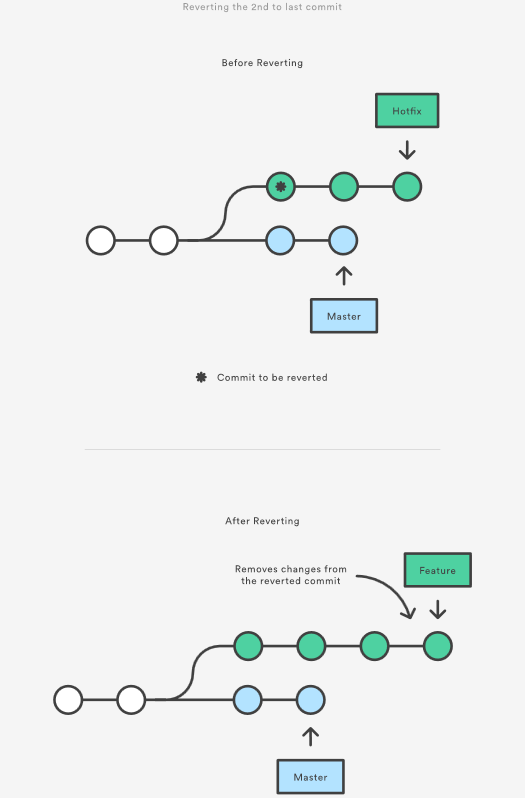 Reverting the 2nd to last commit
Before Reverting
Hotfix
Master
Commit to be reverted
After Reverting
Removes changes from
the reverted commit
Feature
Master